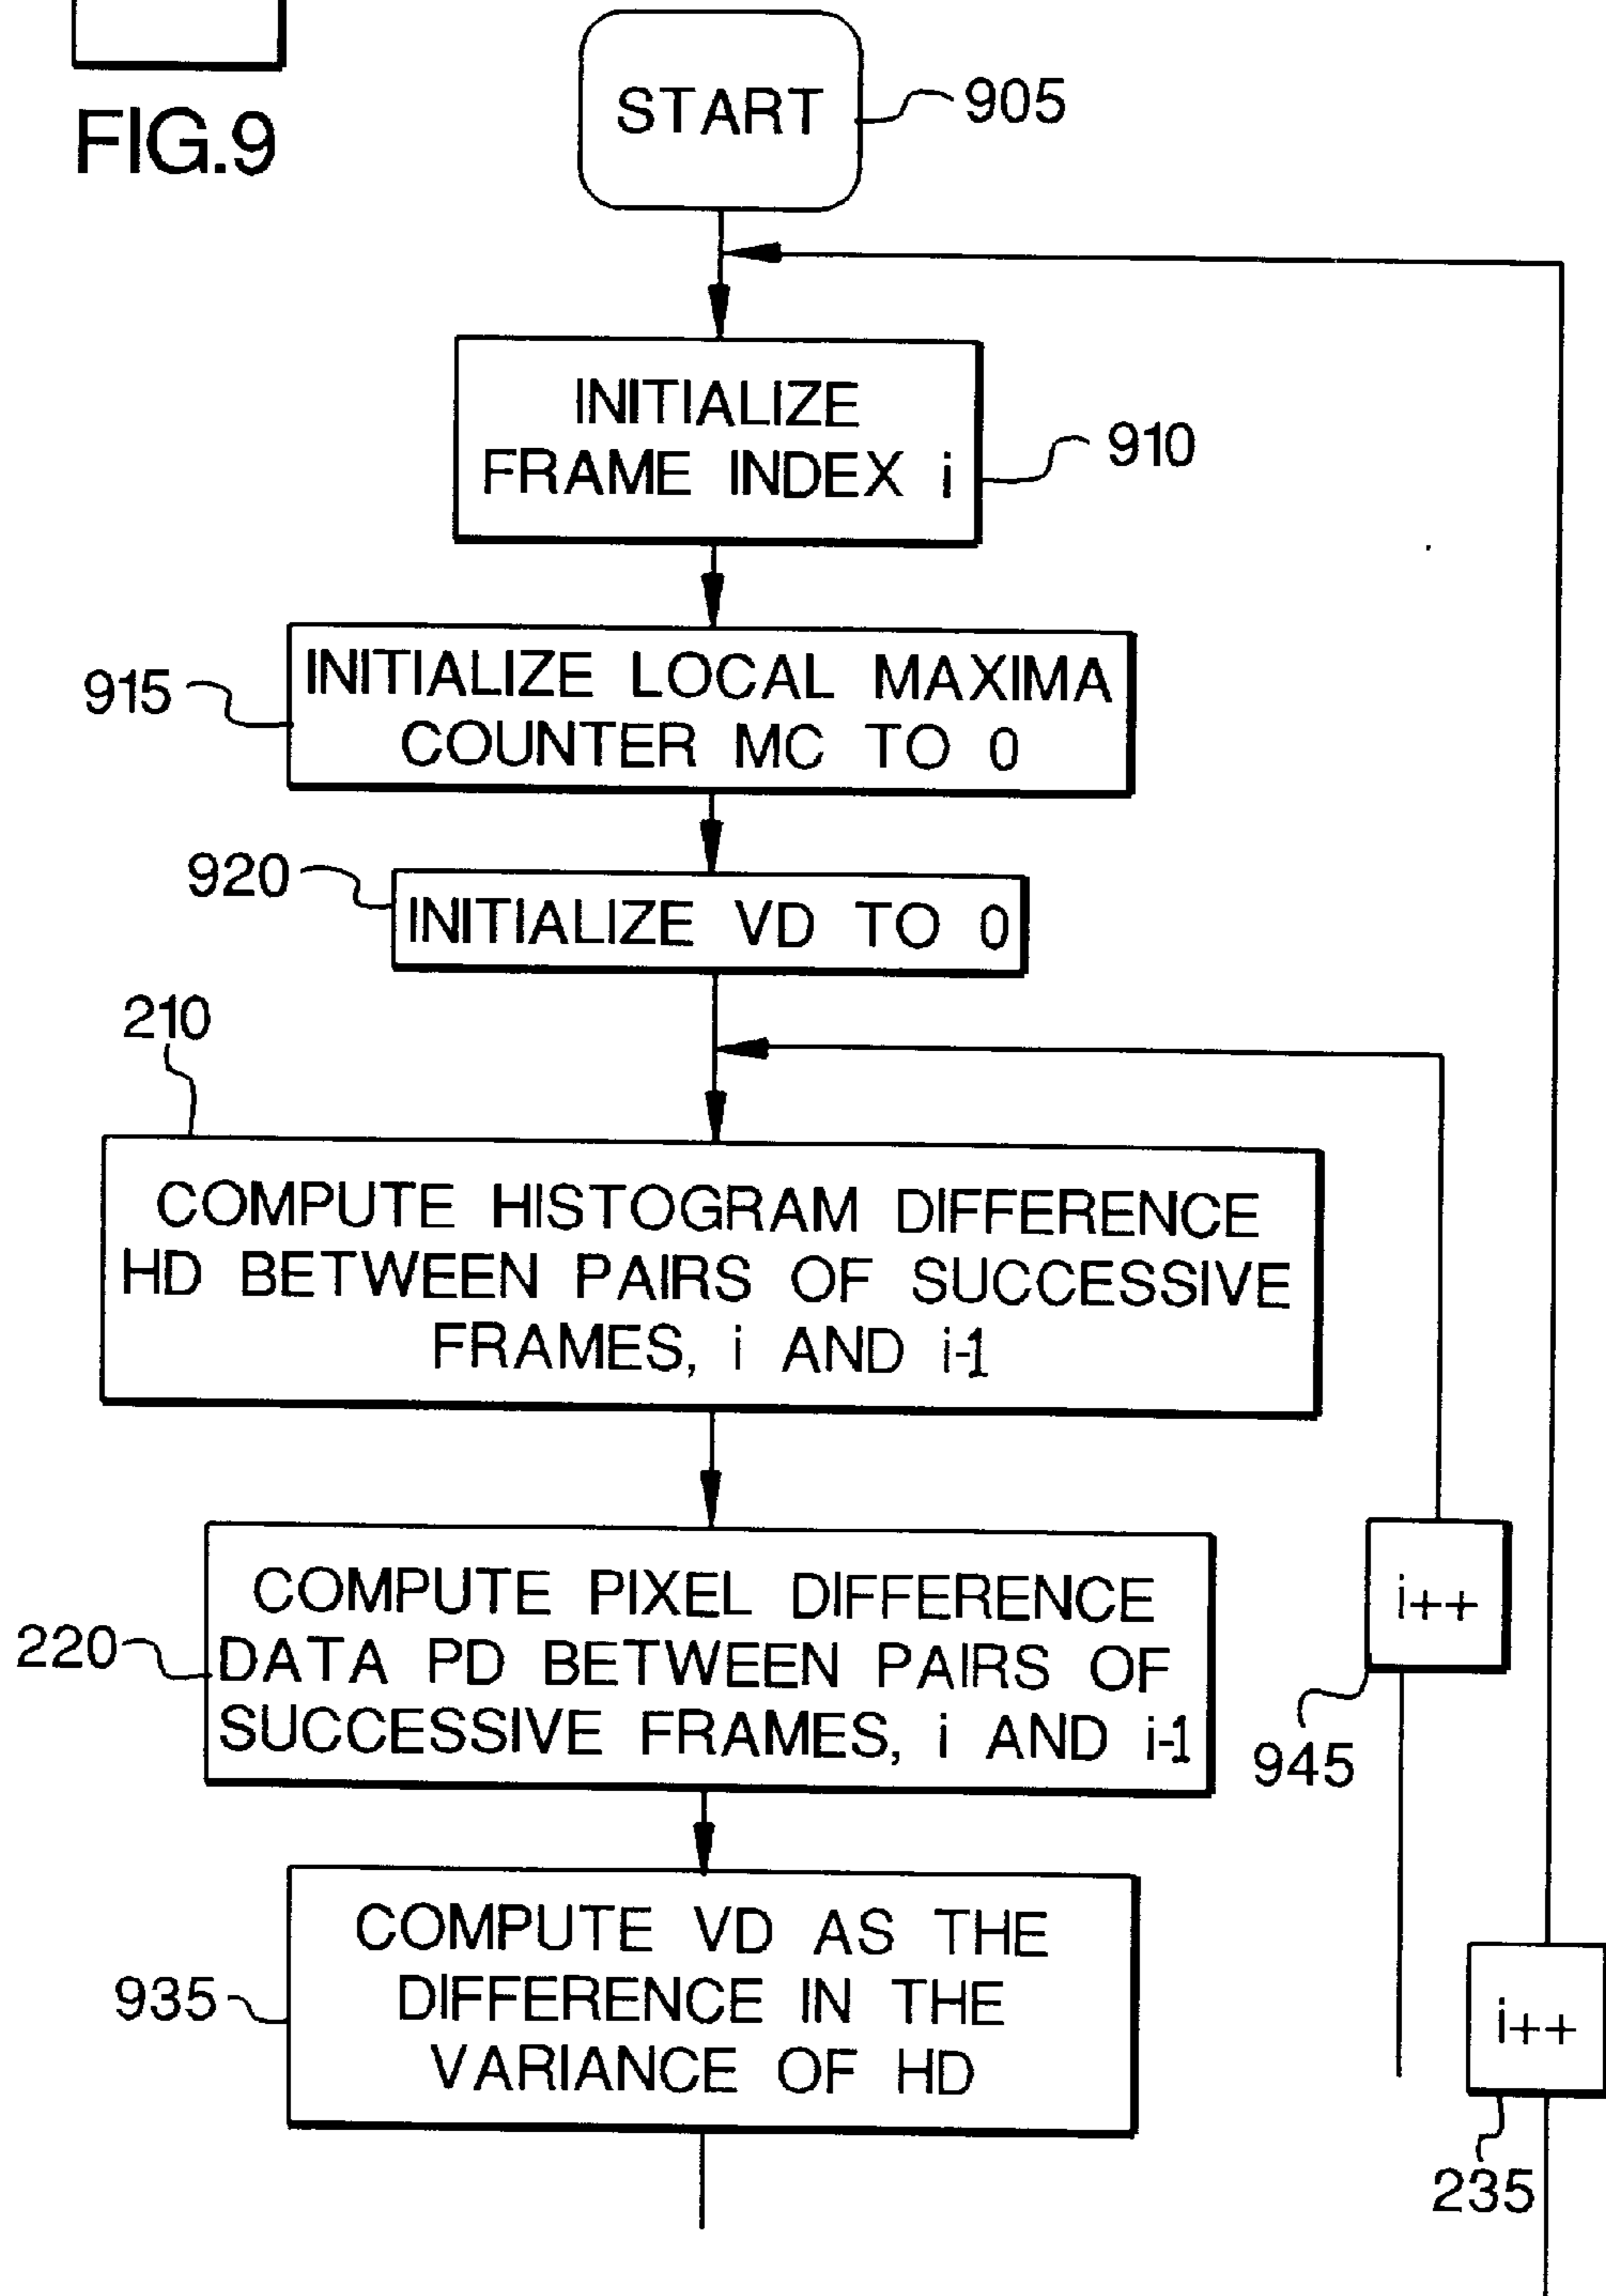 FIG.9
START
905
INITIALIZE
FRAME INDEX i
910
915
INITIALIZE LOCAL MAXIMA
COUNTER MC TO 0
920
INITIALIZE VD TO 0
210
COMPUTE HISTOGRAM DIFFERENCE
HD BETWEEN PAIRS OF SUCCESSIVE
FRAMES, i AND i-1
220
COMPUTE PIXEL DIFFERENCE
DATA PD BETWEEN PAIRS OF
SUCCESSIVE FRAMES, i AND i-1
i++
945
935
COMPUTE VD AS THE
DIFFERENCE IN THE
VARIANCE OF HD
i++
235